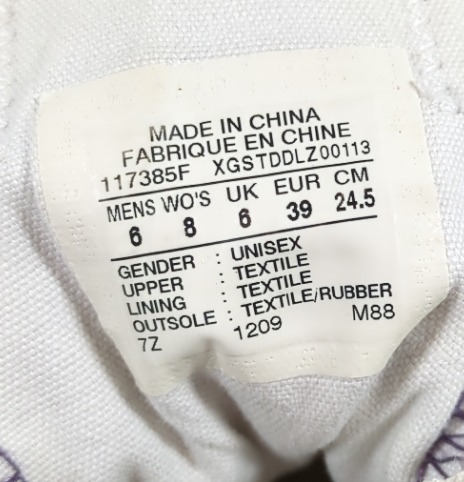 MADE IN CHINA
FABRIQUE EN CHINE
117385F XGSTDDLZ00113
MENS WO'S UK EUR CM
6 8 6 39 24.5
GENDER : UNISEX
UPPER : TEXTILE
LINING : TEXTILE
OUTSOLE : TEXTILE/RUBBER
7Z 1209 M88